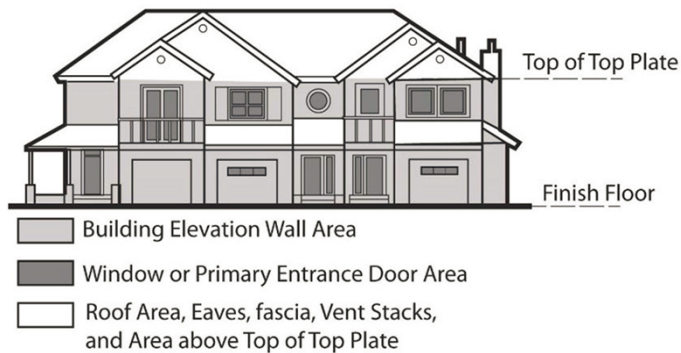 Top of Top Plate
Finish Floor
Building Elevation Wall Area
Window or Primary Entrance Door Area
Roof Area, Eaves, fascia, Vent Stacks,
and Area above Top of Top Plate